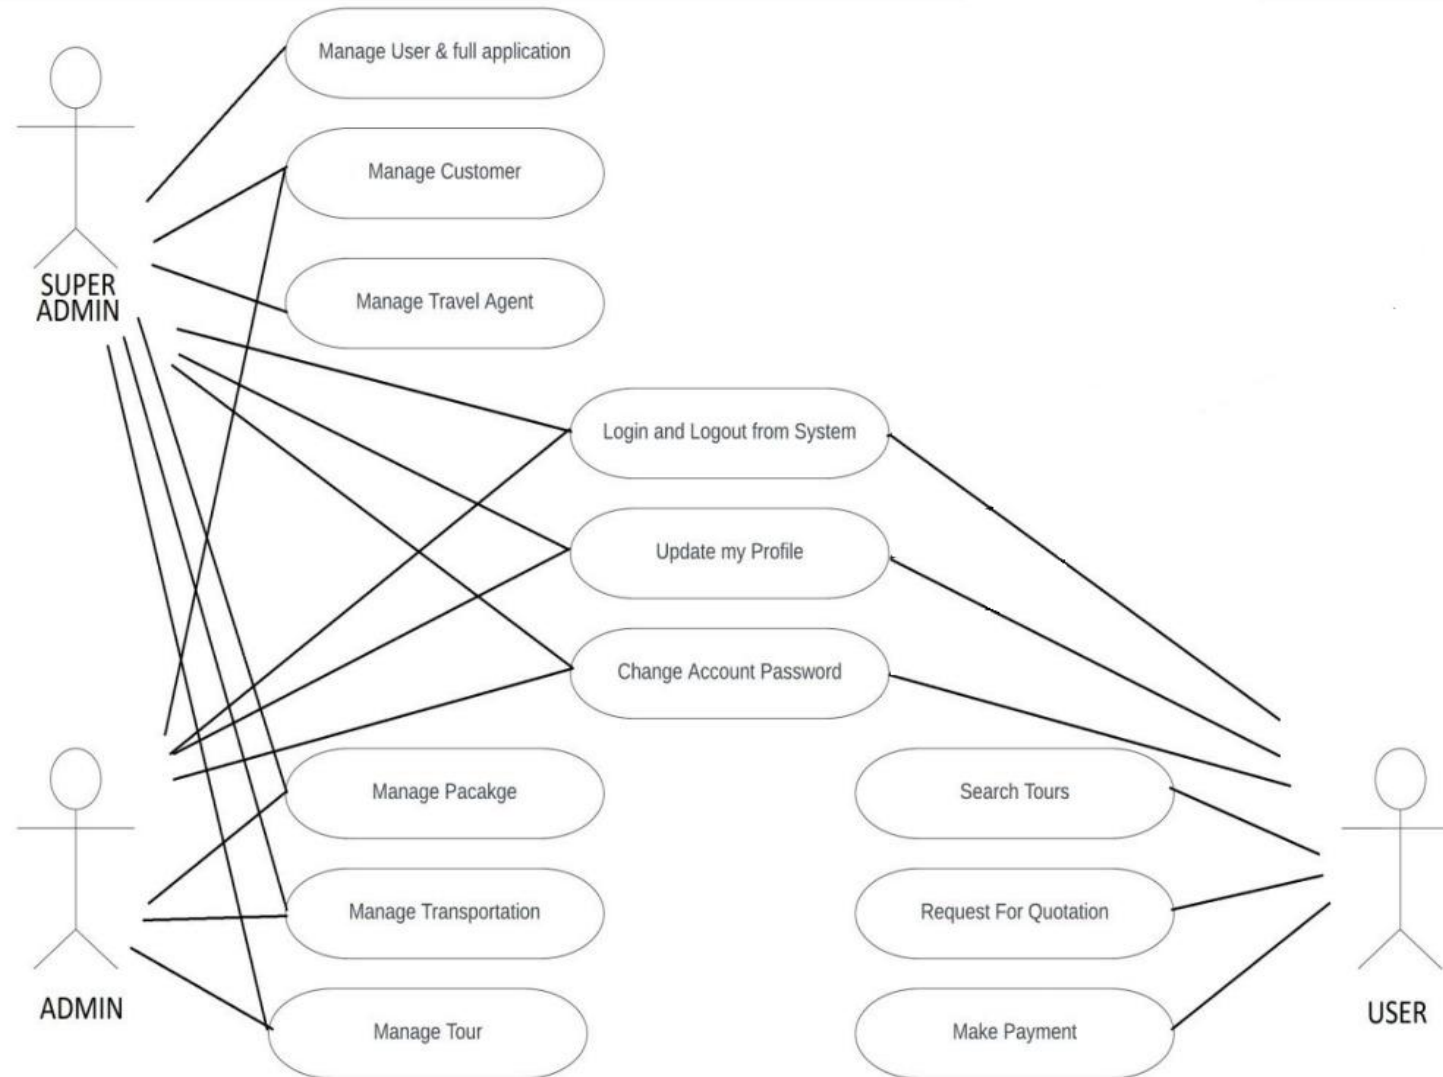 Manage User & full application
Manage Customer
SUPER
ADMIN
Manage Travel Agent
Login and Logout from System
Update my Profile
Change Account Password
Manage Pacakge
Search Tours
Manage Transportation
Request For Quotation
ADMIN
USER
Manage Tour
Make Payment